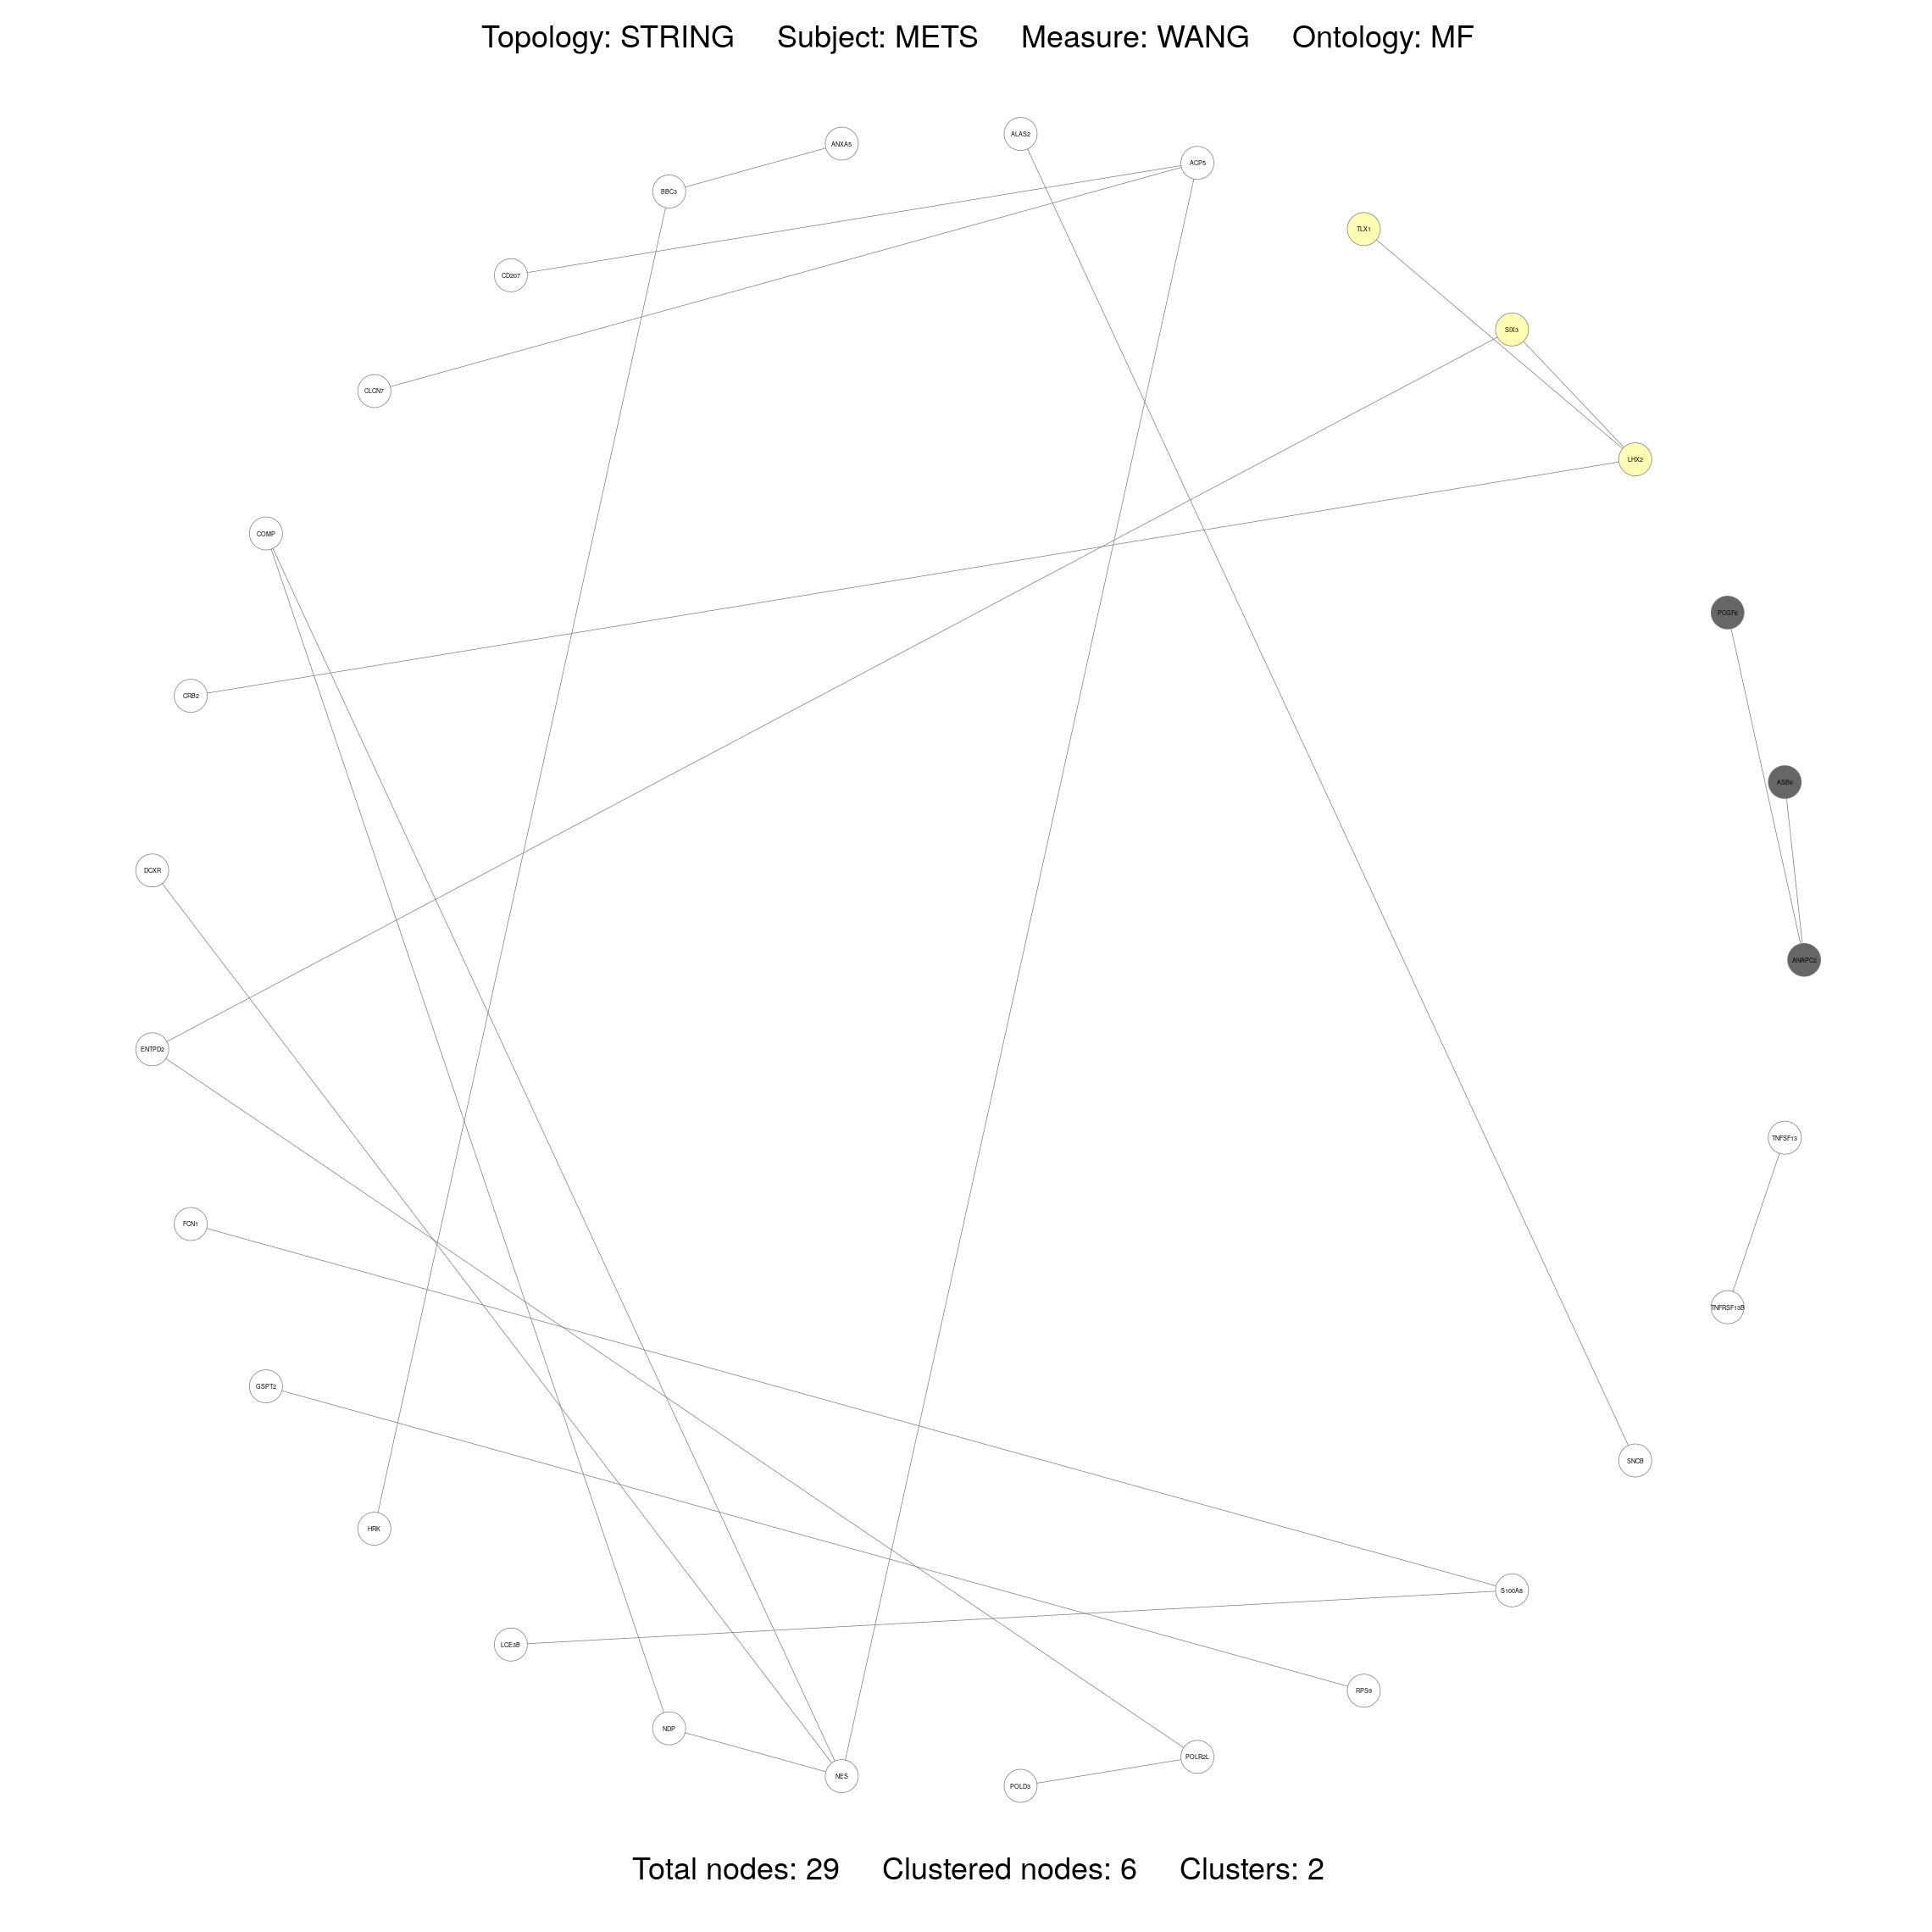 Topology: STRING Subject: METS Measure: WANG Ontology: MF
ALAS2
ANXA5
ACP5
BBC3
TLX1
CD207
SIX3
CLCN7
LHX2
COMP
PCGF6
CRB2
ASB6
DCXR
ANAPC2
ENTPD2
TNFSF13
FCN1
TNFRSF13B
GSPT2
SNCB
HRK
S100A8
LCE3B
RPS9
NDP
POLR2L
NES
POLD3
Total nodes: 29 Clustered nodes: 6 Clusters: 2